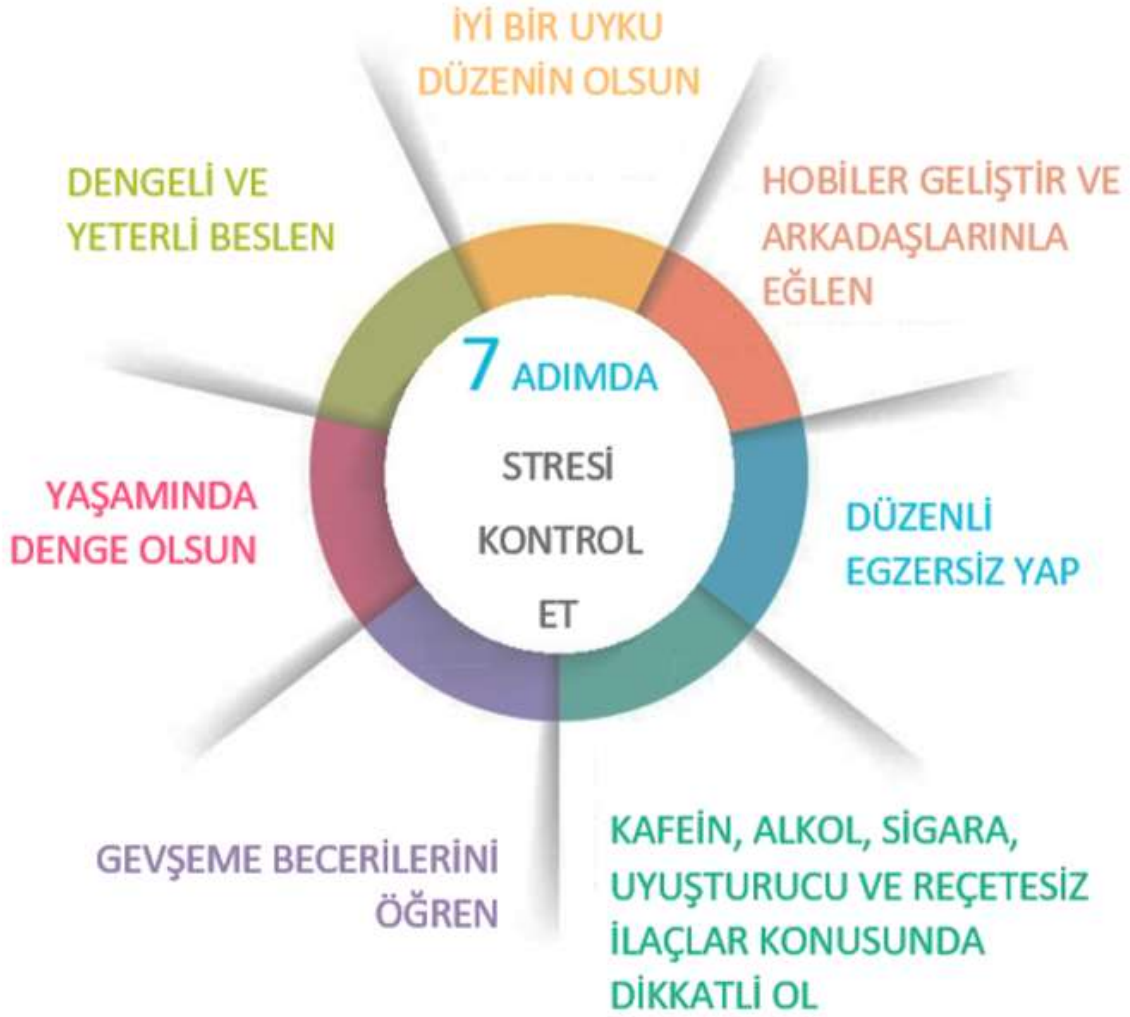 İYİ BİR UYKU
DÜZENİN OLSUN
HOBİLER GELİŞTİR VE
ARKADAŞLARINLA
EĞLEN
DÜZENLİ
EGZERSİZ YAP
KAFEİN, ALKOL, SİGARA,
UYUŞTURUCU VE REÇETESİZ
İLAÇLAR KONUSUNDA
DİKKATLİ OL
GEVŞEME BECERİLERİNİ
ÖĞREN
YAŞAMINDA
DENGE OLSUN
DENGELİ VE
YETERLİ BESLEN
7 ADIMDA
STRESİ
KONTROL
ET